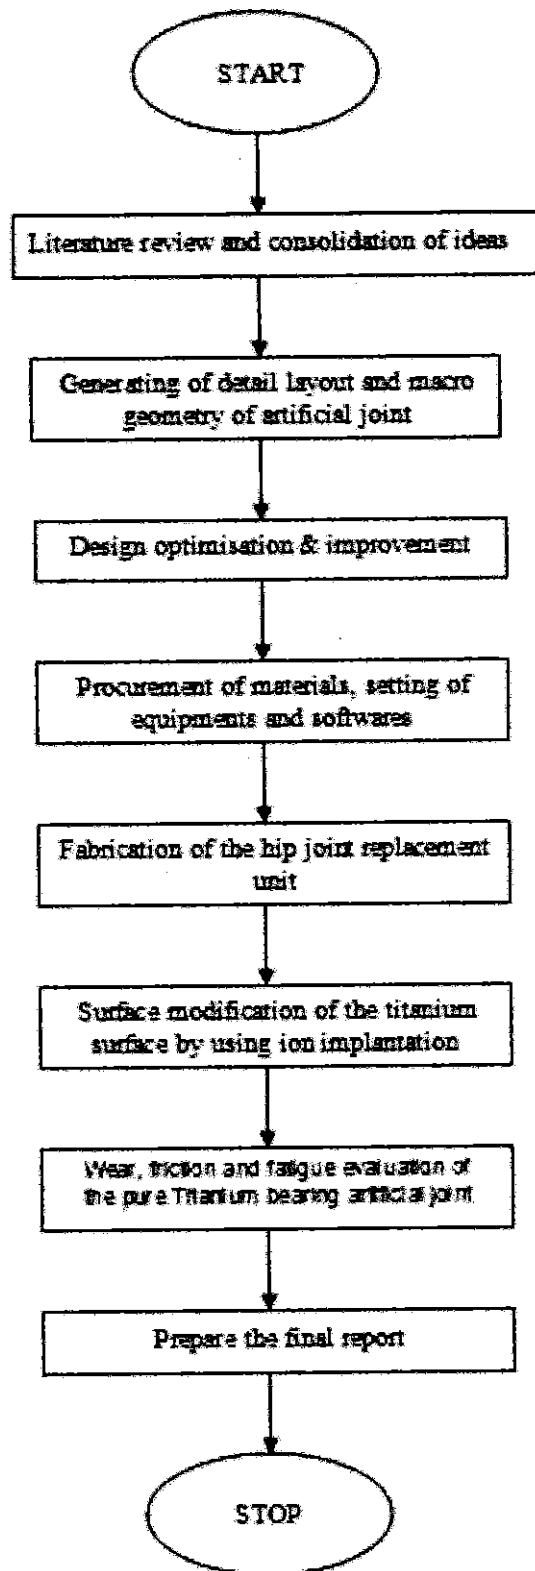 START
Literature review and consolidation of ideas
Generating of detail layout and macro
geometry of artificial joint
Design optimisation & improvement
Procurement of materials, setting of
equipments and softwares
Fabrication of the hip joint replacement
unit
Surface modification of the titanium
surface by using ion implantation
Wear, friction and fatigue evaluation of
the pure Titanium bearing artificial joint
Prepare the final report
STOP